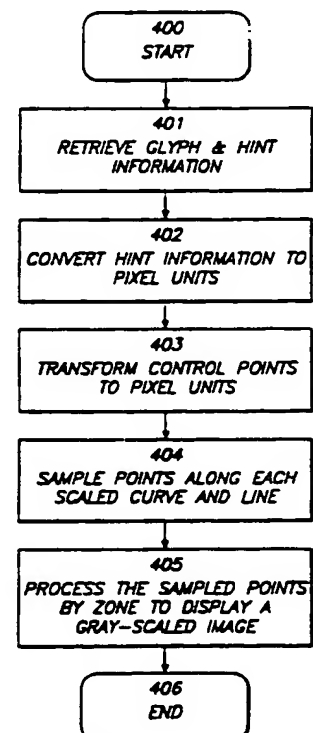 400
START
401
RETRIEVE GLYPH & HINT
INFORMATION
402
CONVERT HINT INFORMATION TO
PIXEL UNITS
403
TRANSFORM CONTROL POINTS
TO PIXEL UNITS
404
SAMPLE POINTS ALONG EACH
SCALED CURVE AND LINE
405
PROCESS THE SAMPLED POINTS
BY ZONE TO DISPLAY A
GRAY-SCALED IMAGE
406
END